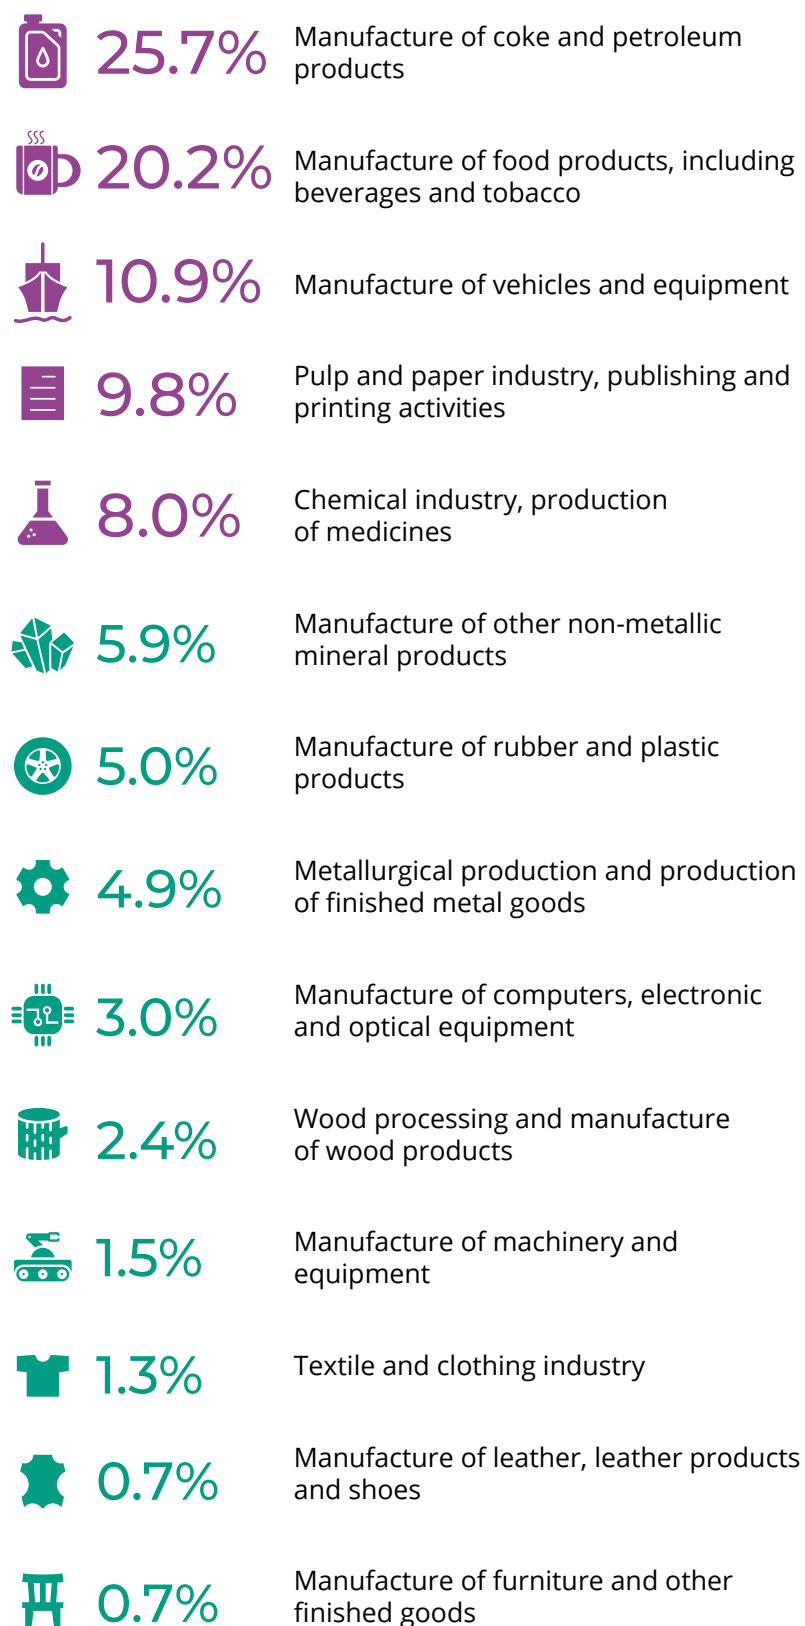 25.7% Manufacture of coke and petroleum
products
20.2% Manufacture of food products, including
beverages and tobacco
10.9% Manufacture of vehicles and equipment
9.8% Pulp and paper industry, publishing and
printing activities
8.0% Chemical industry, production
of medicines
5.9% Manufacture of other non-metallic
mineral products
5.0% Manufacture of rubber and plastic
products
4.9% Metallurgical production and production
of finished metal goods
3.0% Manufacture of computers, electronic
and optical equipment
2.4% Wood processing and manufacture
of wood products
1.5% Manufacture of machinery and
equipment
1.3% Textile and clothing industry
0.7% Manufacture of leather, leather products
and shoes
0.7% Manufacture of furniture and other
finished goods